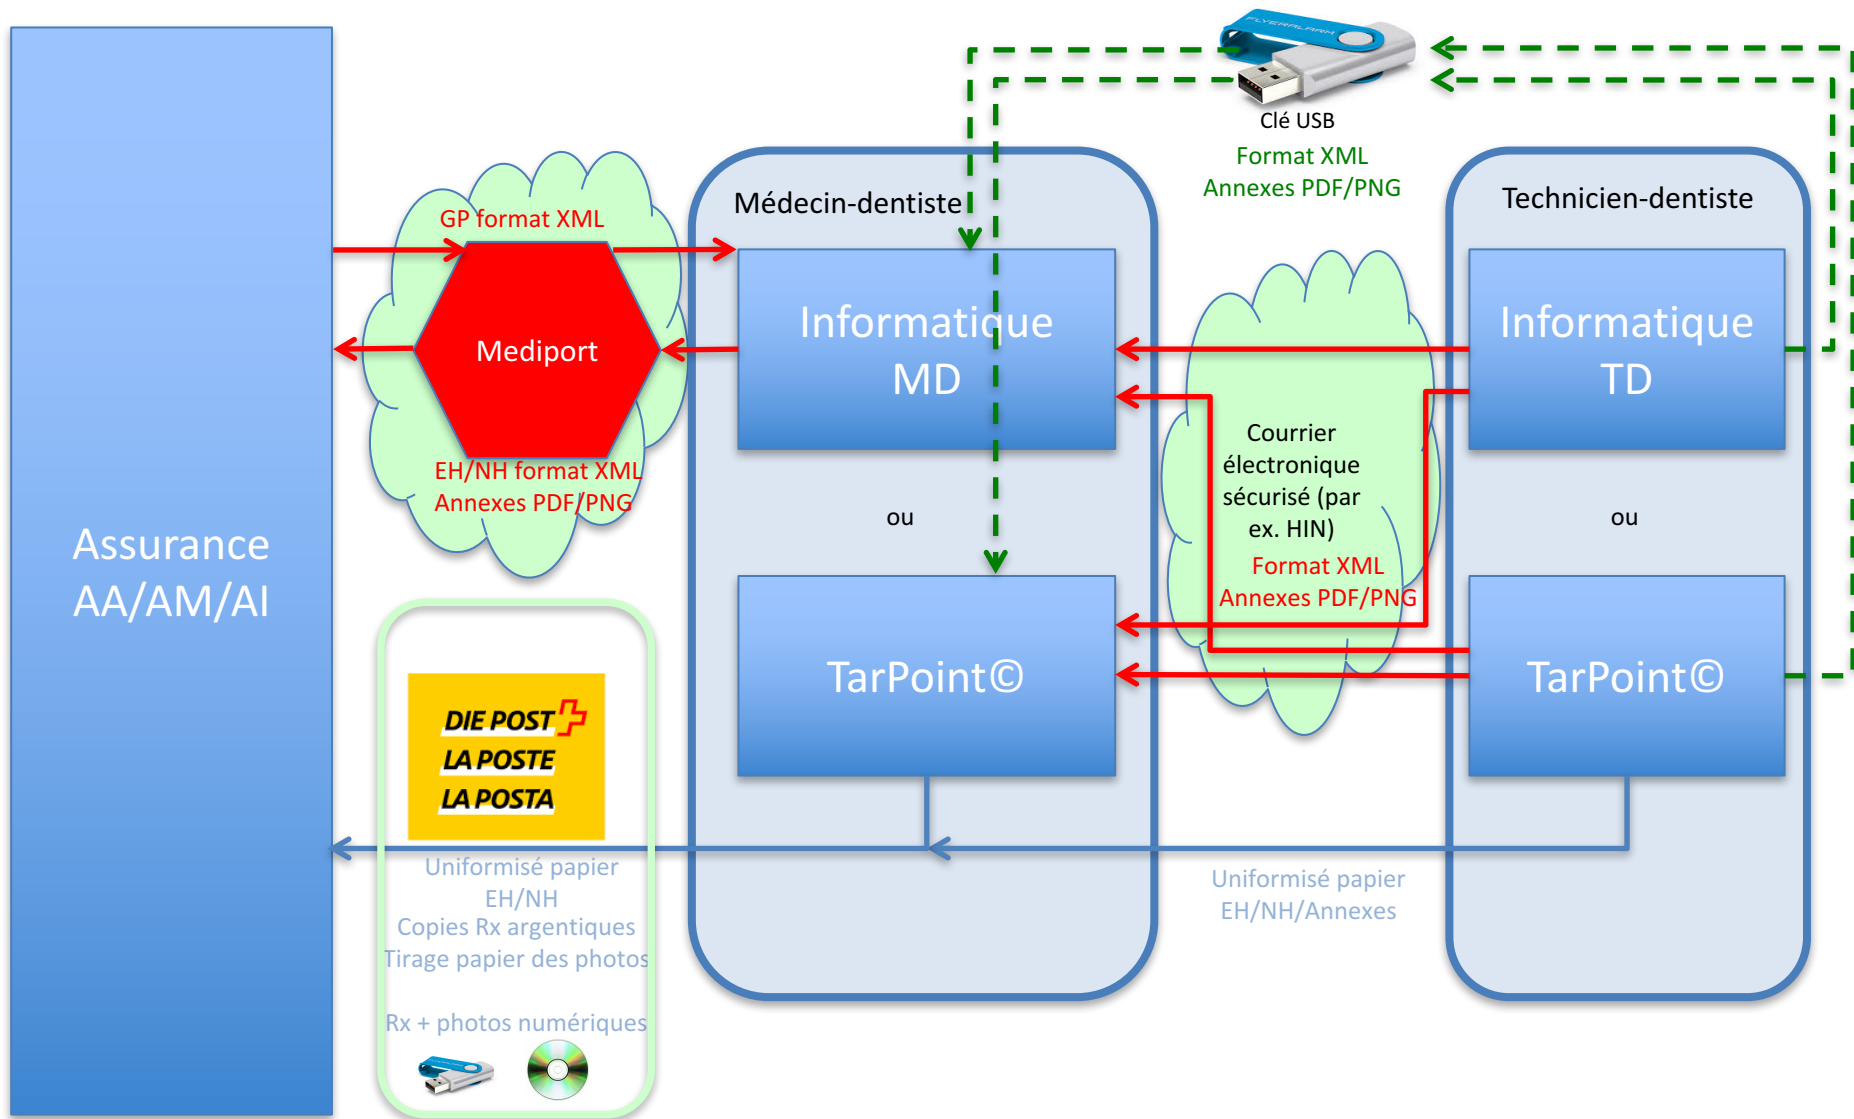 FLYERALARM
Clé USB
Format XML
Annexes PDF/PNG
Médecin-dentiste
Technicien-dentiste
GP format XML
Mediport
EH/NH format XML
Annexes PDF/PNG
Informatique
MD
Informatique
TD
Courrier
électronique
sécurisé (par
ex. HIN)
Format XML
Annexes PDF/PNG
ou
ou
Assurance
AA/AM/AI
TarPoint©
TarPoint©
DIE POST
LA POSTE
LA POSTA
Uniformisé papier
EH/NH
Copies Rx argentiques
Tirage papier des photos
Rx + photos numériques
Uniformisé papier
EH/NH/Annexes